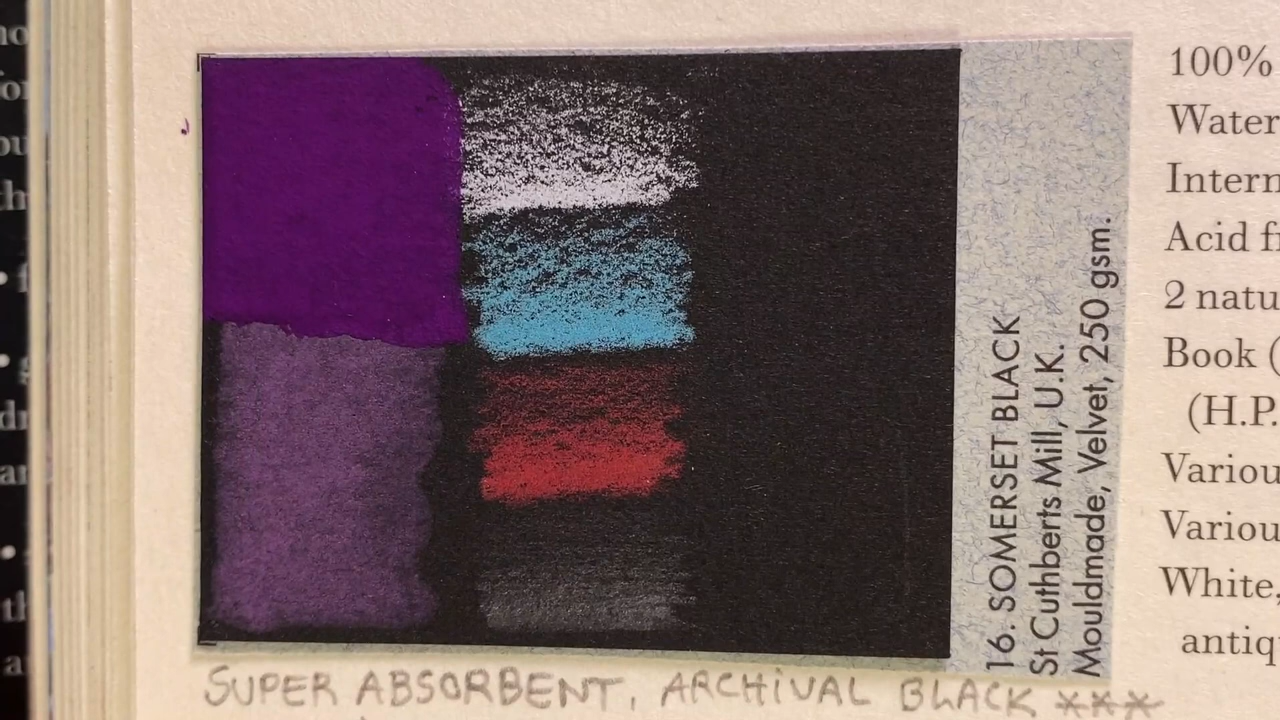 16. SOMERSET BLACK
St Cuthberts Mill, U.K.
Mouldmade, Velvet, 250 gsm.
SUPER ABSORBENT, ARCHIVAL BLACK ***
100%
Water
Intern
Acid fr
2 natu
Book (
(H.P.
Variou
Variou
White,
antiq